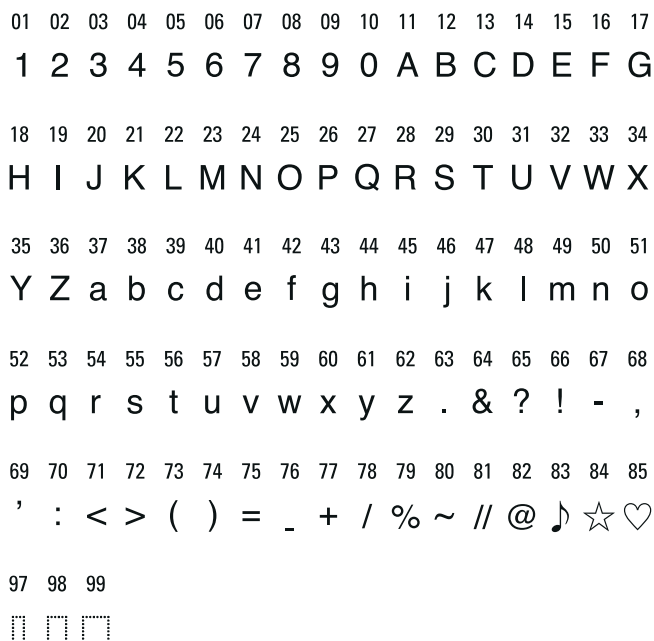 01 02 03 04 05 06 07 08 09 10 11 12 13 14 15 16 17
1 2 3 4 5 6 7 8 9 0 A B C D E F G
18 19 20 21 22 23 24 25 26 27 28 29 30 31 32 33 34
H I J K L M N O P Q R S T U V W X
35 36 37 38 39 40 41 42 43 44 45 46 47 48 49 50 51
Y Z a b c d e f g h i j k l m n o
52 53 54 55 56 57 58 59 60 61 62 63 64 65 66 67 68
p q r s t u v w x y z . & ? ! - ,
69 70 71 72 73 74 75 76 77 78 79 80 81 82 83 84 85
’ : < > ( ) = _ + / % ~ // @ ♪ ☆ ♡
97 98 99